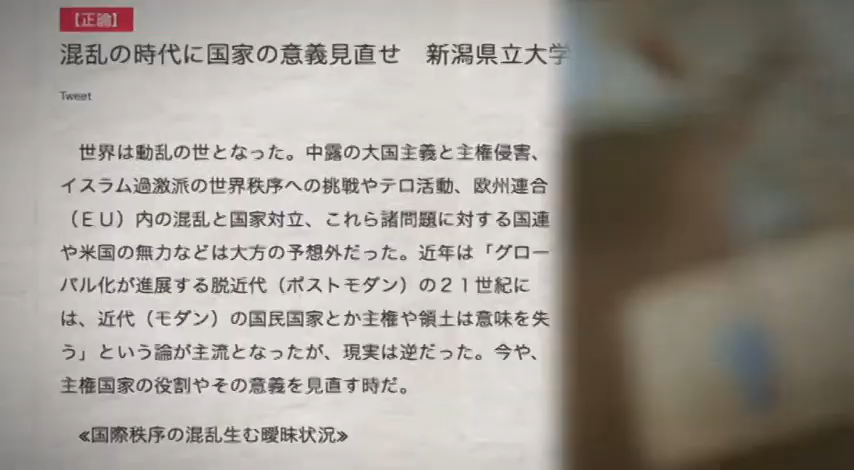 【正論】
混乱の時代に国家の意義見直せ　新潟県立大学
Tweet
世界は動乱の世となった。中露の大国主義と主権侵害、
イスラム過激派の世界秩序への挑戦やテロ活動、欧州連合
（ＥＵ）内の混乱と国家対立、これら諸問題に対する国連
や米国の無力などは大方の予想外だった。近年は「グロー
バル化が進展する脱近代（ポストモダン）の２１世紀に
は、近代（モダン）の国民国家とか主権や領土は意味を失
う」という論が主流となったが、現実は逆だった。今や、
主権国家の役割やその意義を見直す時だ。
≪国際秩序の混乱生む曖昧状況≫